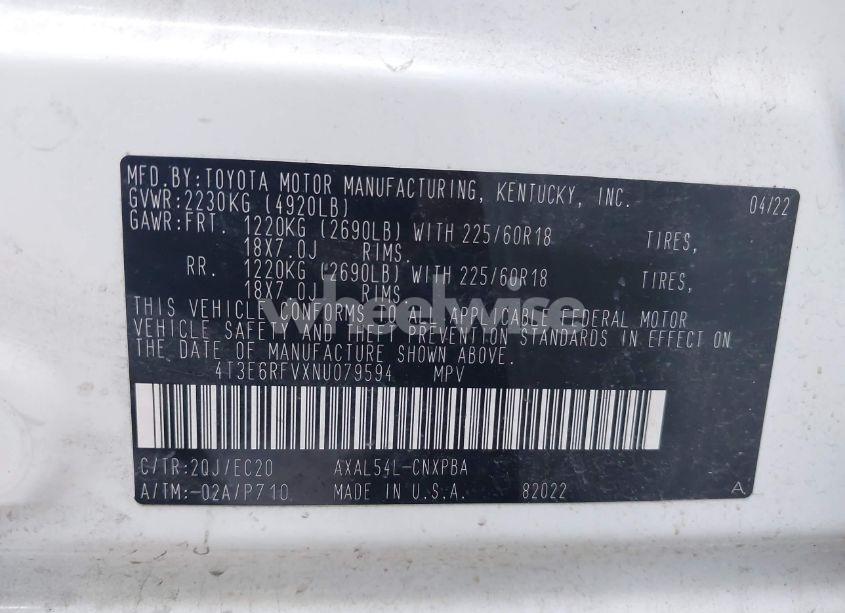 MFD.BY:TOYOTA MOTOR MANUFACTURING, KENTUCKY, INC. 04/22
GVWR:2230KG (4920LB)
GAWR:FRT. 1220KG (2690LB) WITH 225/60R18 TIRES,
18X7.0J RIMS.
RR. 1220KG (2690LB) WITH 225/60R18 TIRES,
18X7.0J RIMS.
wheelwise
THIS VEHICLE CONFORMS TO ALL APPLICABLE FEDERAL MOTOR
VEHICLE SAFETY AND THEFT PREVENTION STANDARDS IN EFFECT ON
THE DATE OF MANUFACTURE SHOWN ABOVE.
4T3E6RFVXNU079594 MPV
C/TR:2QJ/EC20 AXAL54L-CNXPBA
A/TM:-02A/P710 MADE IN U.S.A. 82022 A